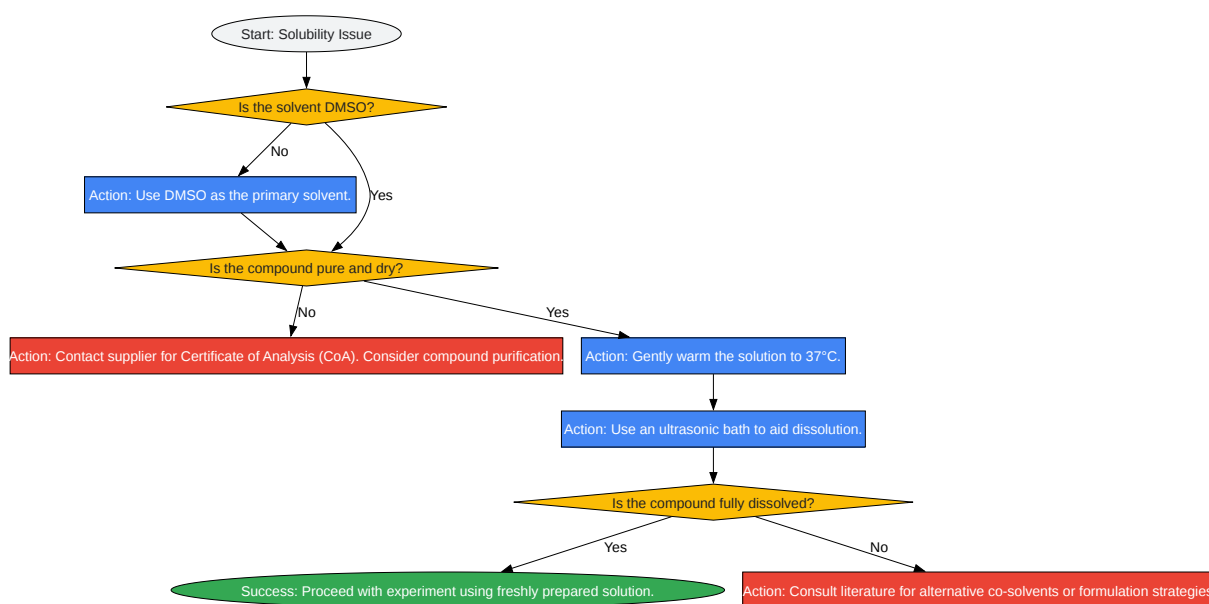 Start: Solubility Issue
Is the solvent DMSO?
No
Action: Use DMSO as the primary solvent.
Yes
Is the compound pure and dry?
No
Yes
Action: Contact supplier for Certificate of Analysis (CoA). Consider compound purification.
Action: Gently warm the solution to 37°C.
Action: Use an ultrasonic bath to aid dissolution.
Is the compound fully dissolved?
Yes
No
Success: Proceed with experiment using freshly prepared solution.
Action: Consult literature for alternative co-solvents or formulation strategies